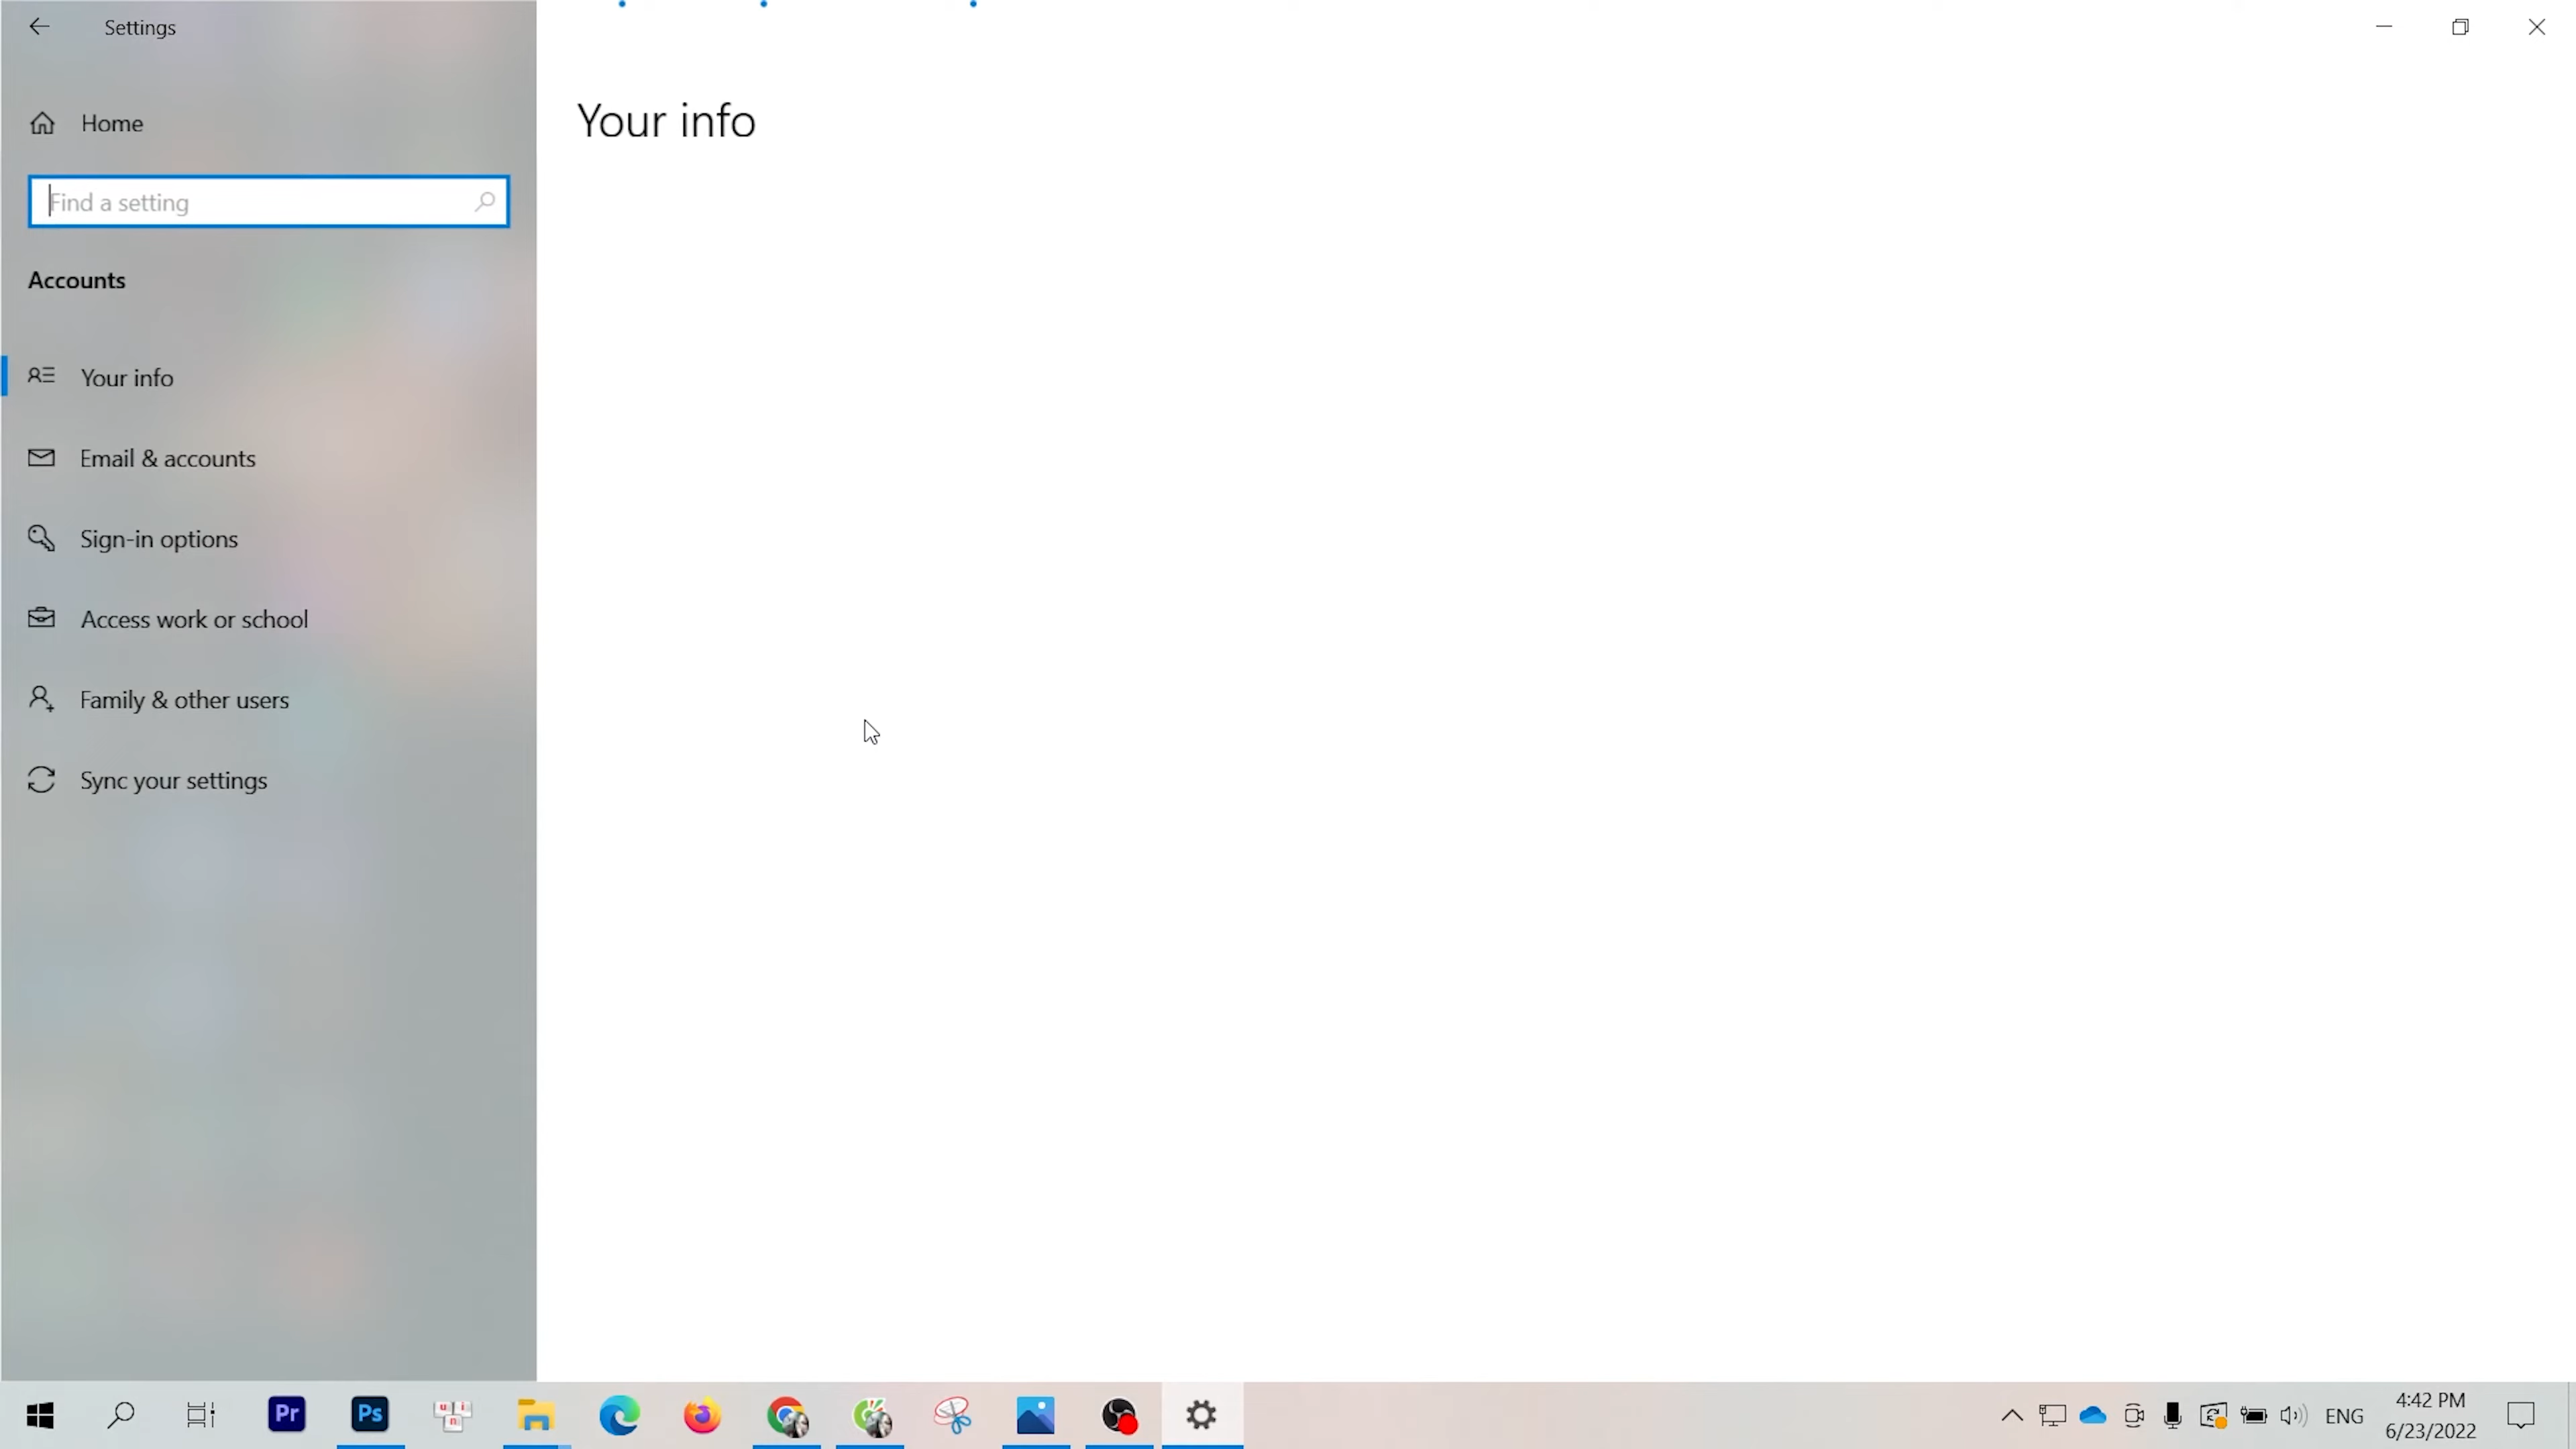 Settings
Home
Find a setting
Accounts
Your info
Email & accounts
Sign-in options
Access work or school
Family & other users
Sync your settings
Your info
Pr
Ps
u i n
ENG
4:42 PM
6/23/2022